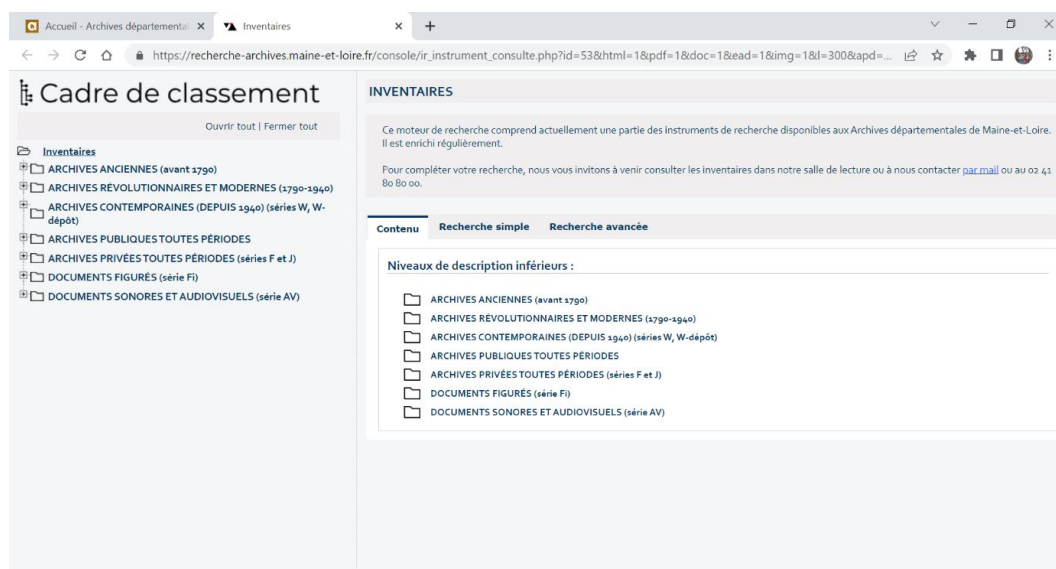 Accueil - Archives départementa
Inventaires
https://recherche-archives.maine-et-loire.fr/console/ir_instrument_consulte.php?id=53&html=1&pdf=1&doc=1&ead=1&img=1&l=300&apd=...
Cadre de classement
Ouvrir tout | Fermer tout
Inventaires
ARCHIVES ANCIENNES (avant 1790)
ARCHIVES RÉVOLUTIONNAIRES ET MODERNES (1790-1940)
ARCHIVES CONTEMPORAINES (DEPUIS 1940) (séries W, W-
dépôt)
ARCHIVES PUBLIQUES TOUTES PÉRIODES
ARCHIVES PRIVÉES TOUTES PÉRIODES (séries F et J)
DOCUMENTS FIGURÉS (série Fi)
DOCUMENTS SONORES ET AUDIOVISUELS (série AV)
INVENTAIRES
Ce moteur de recherche comprend actuellement une partie des instruments de recherche disponibles aux Archives départementales de Maine-et-Loire.
Il est enrichi régulièrement.
Pour compléter votre recherche, nous vous invitons à venir consulter les inventaires dans notre salle de lecture ou à nous contacter par mail ou au 02 41
80 80 00.
Contenu Recherche simple Recherche avancée
Niveaux de description inférieurs :
ARCHIVES ANCIENNES (avant 1790)
ARCHIVES RÉVOLUTIONNAIRES ET MODERNES (1790-1940)
ARCHIVES CONTEMPORAINES (DEPUIS 1940) (séries W, W-dépôt)
ARCHIVES PUBLIQUES TOUTES PÉRIODES
ARCHIVES PRIVÉES TOUTES PÉRIODES (séries F et J)
DOCUMENTS FIGURÉS (série Fi)
DOCUMENTS SONORES ET AUDIOVISUELS (série AV)